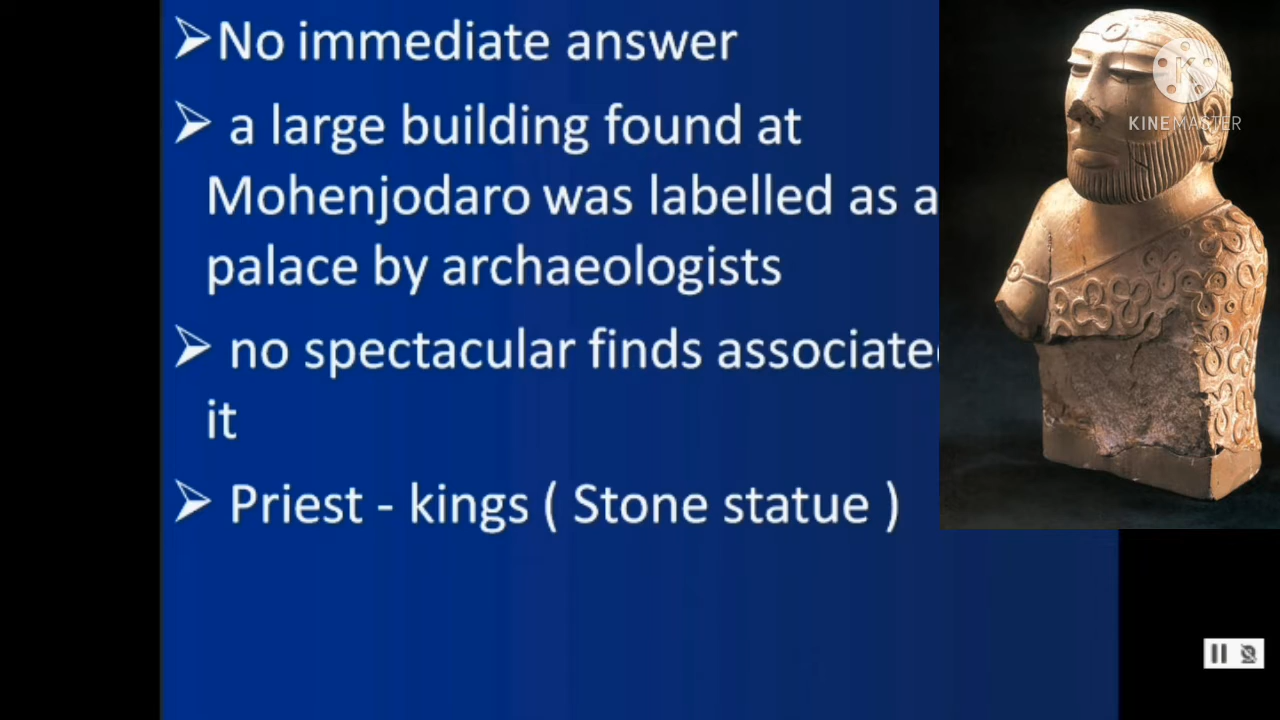 ➢No immediate answer
➢ a large building found at
Mohenjodaro was labelled as a
palace by archaeologists
➢ no spectacular finds associate
it
➢ Priest - kings ( Stone statue )
KINEMASTER